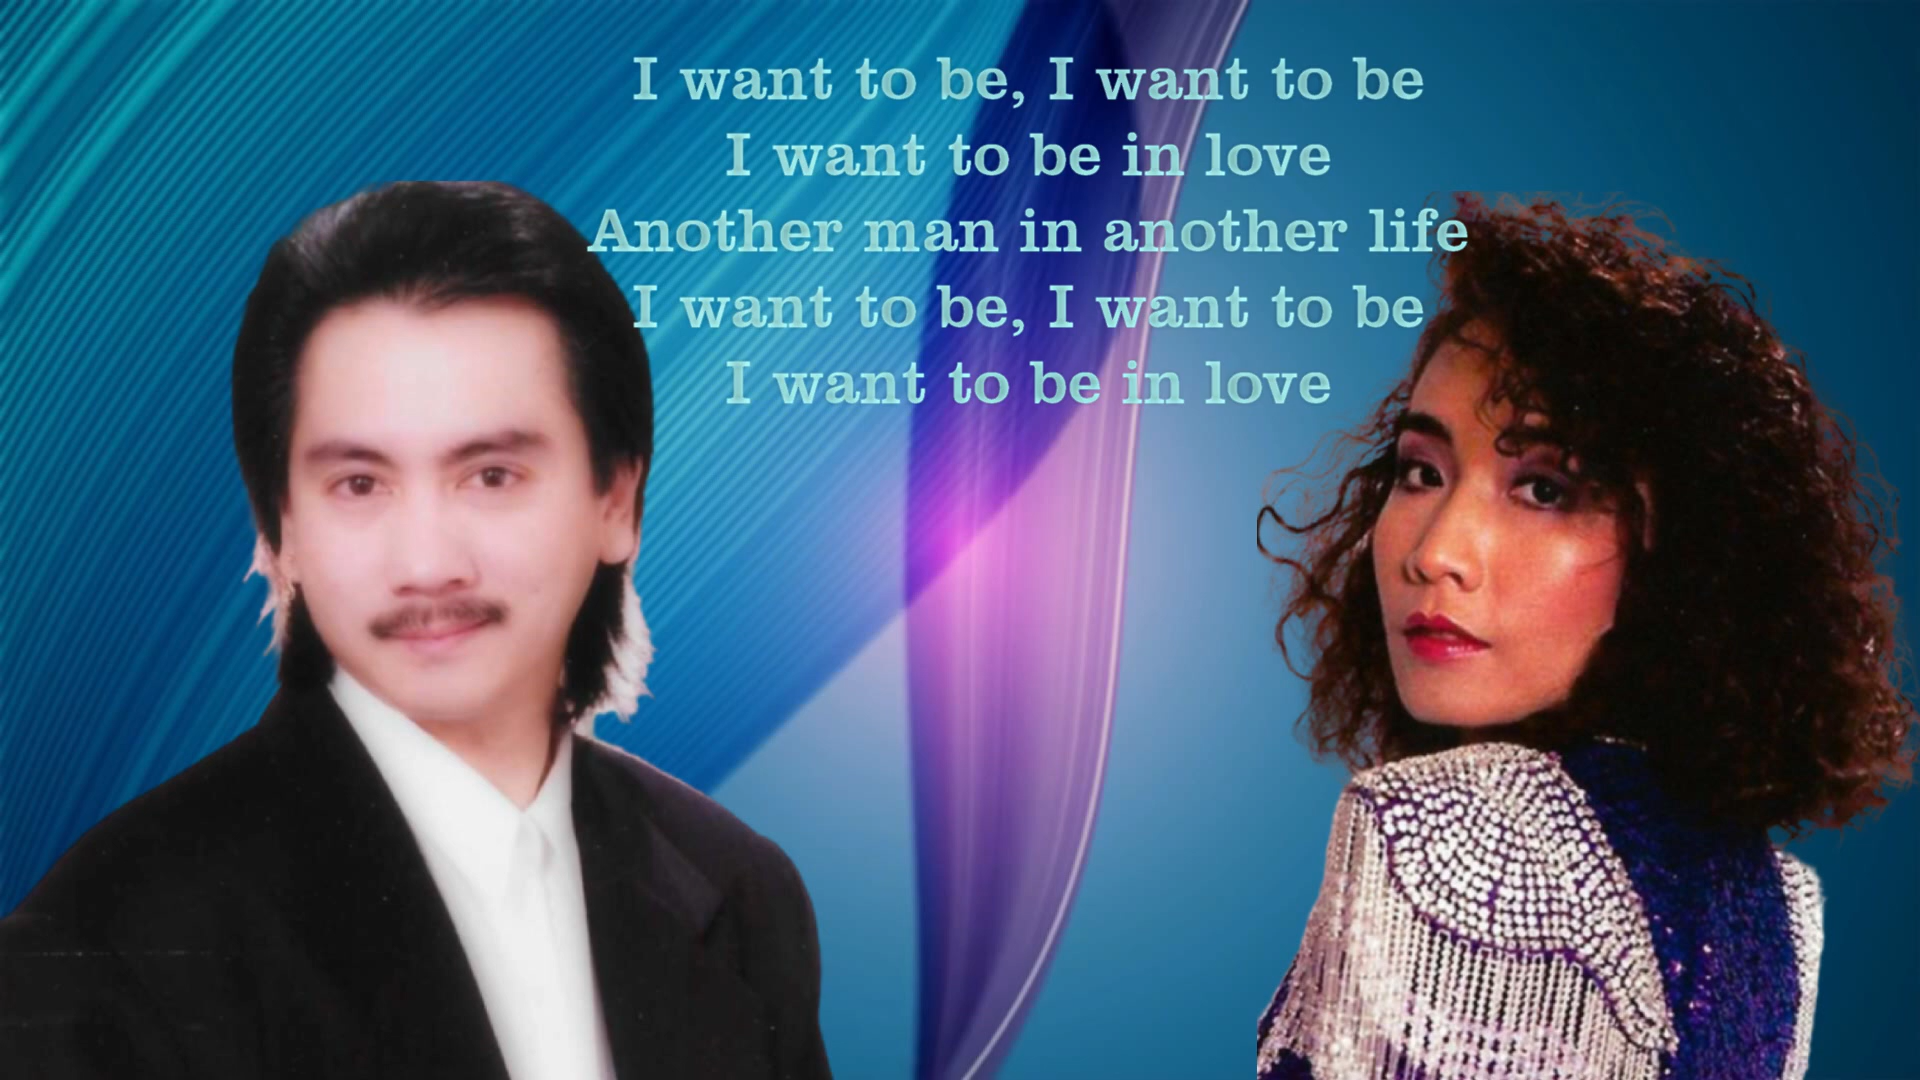 I want to be, I want to be
I want to be in love
Another man in another life
I want to be, I want to be
I want to be in love